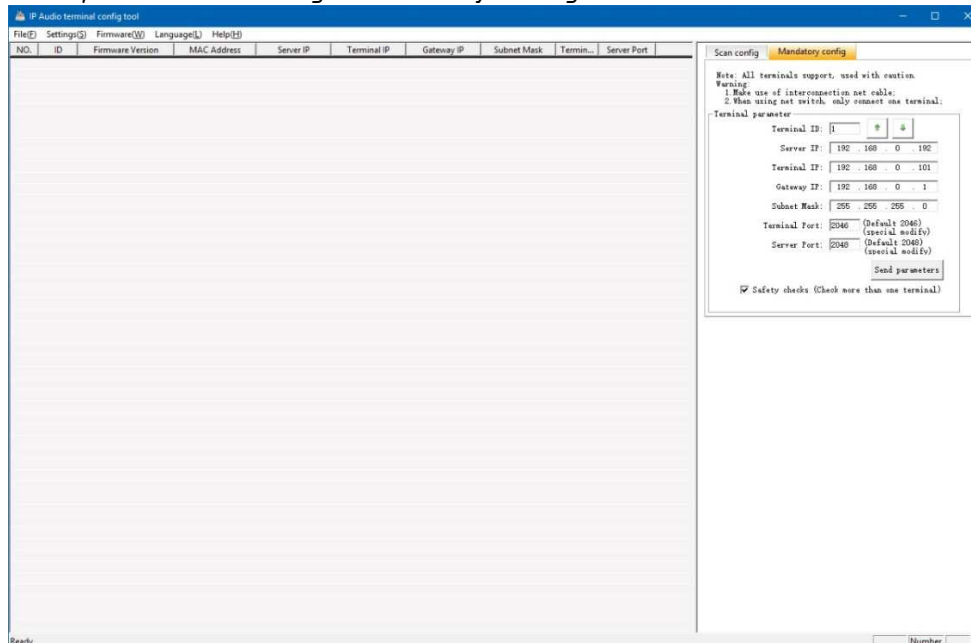 IP Audio terminal config tool
File(F) Settings(S) Firmware(W) Language(L) Help(H)
NO. ID Firmware Version MAC Address Server IP Terminal IP Gateway IP Subnet Mask Termin... Server Port
Scan config Mandatory config
Note: All terminals support, used with caution.
Warning:
1.Make use of interconnection net cable;
2.When using net switch, only connect one terminal;
Terminal parameter
Terminal ID: 1
Server IP: 192 . 168 . 0 . 192
Terminal IP: 192 . 168 . 0 . 101
Gateway IP: 192 . 168 . 0 . 1
Subnet Mask: 255 . 255 . 255 . 0
Terminal Port: 2046 (Default 2046)
(special modify)
Server Port: 2048 (Default 2048)
(special modify)
Send parameters
Safety checks (Check more than one terminal)
Ready
Number